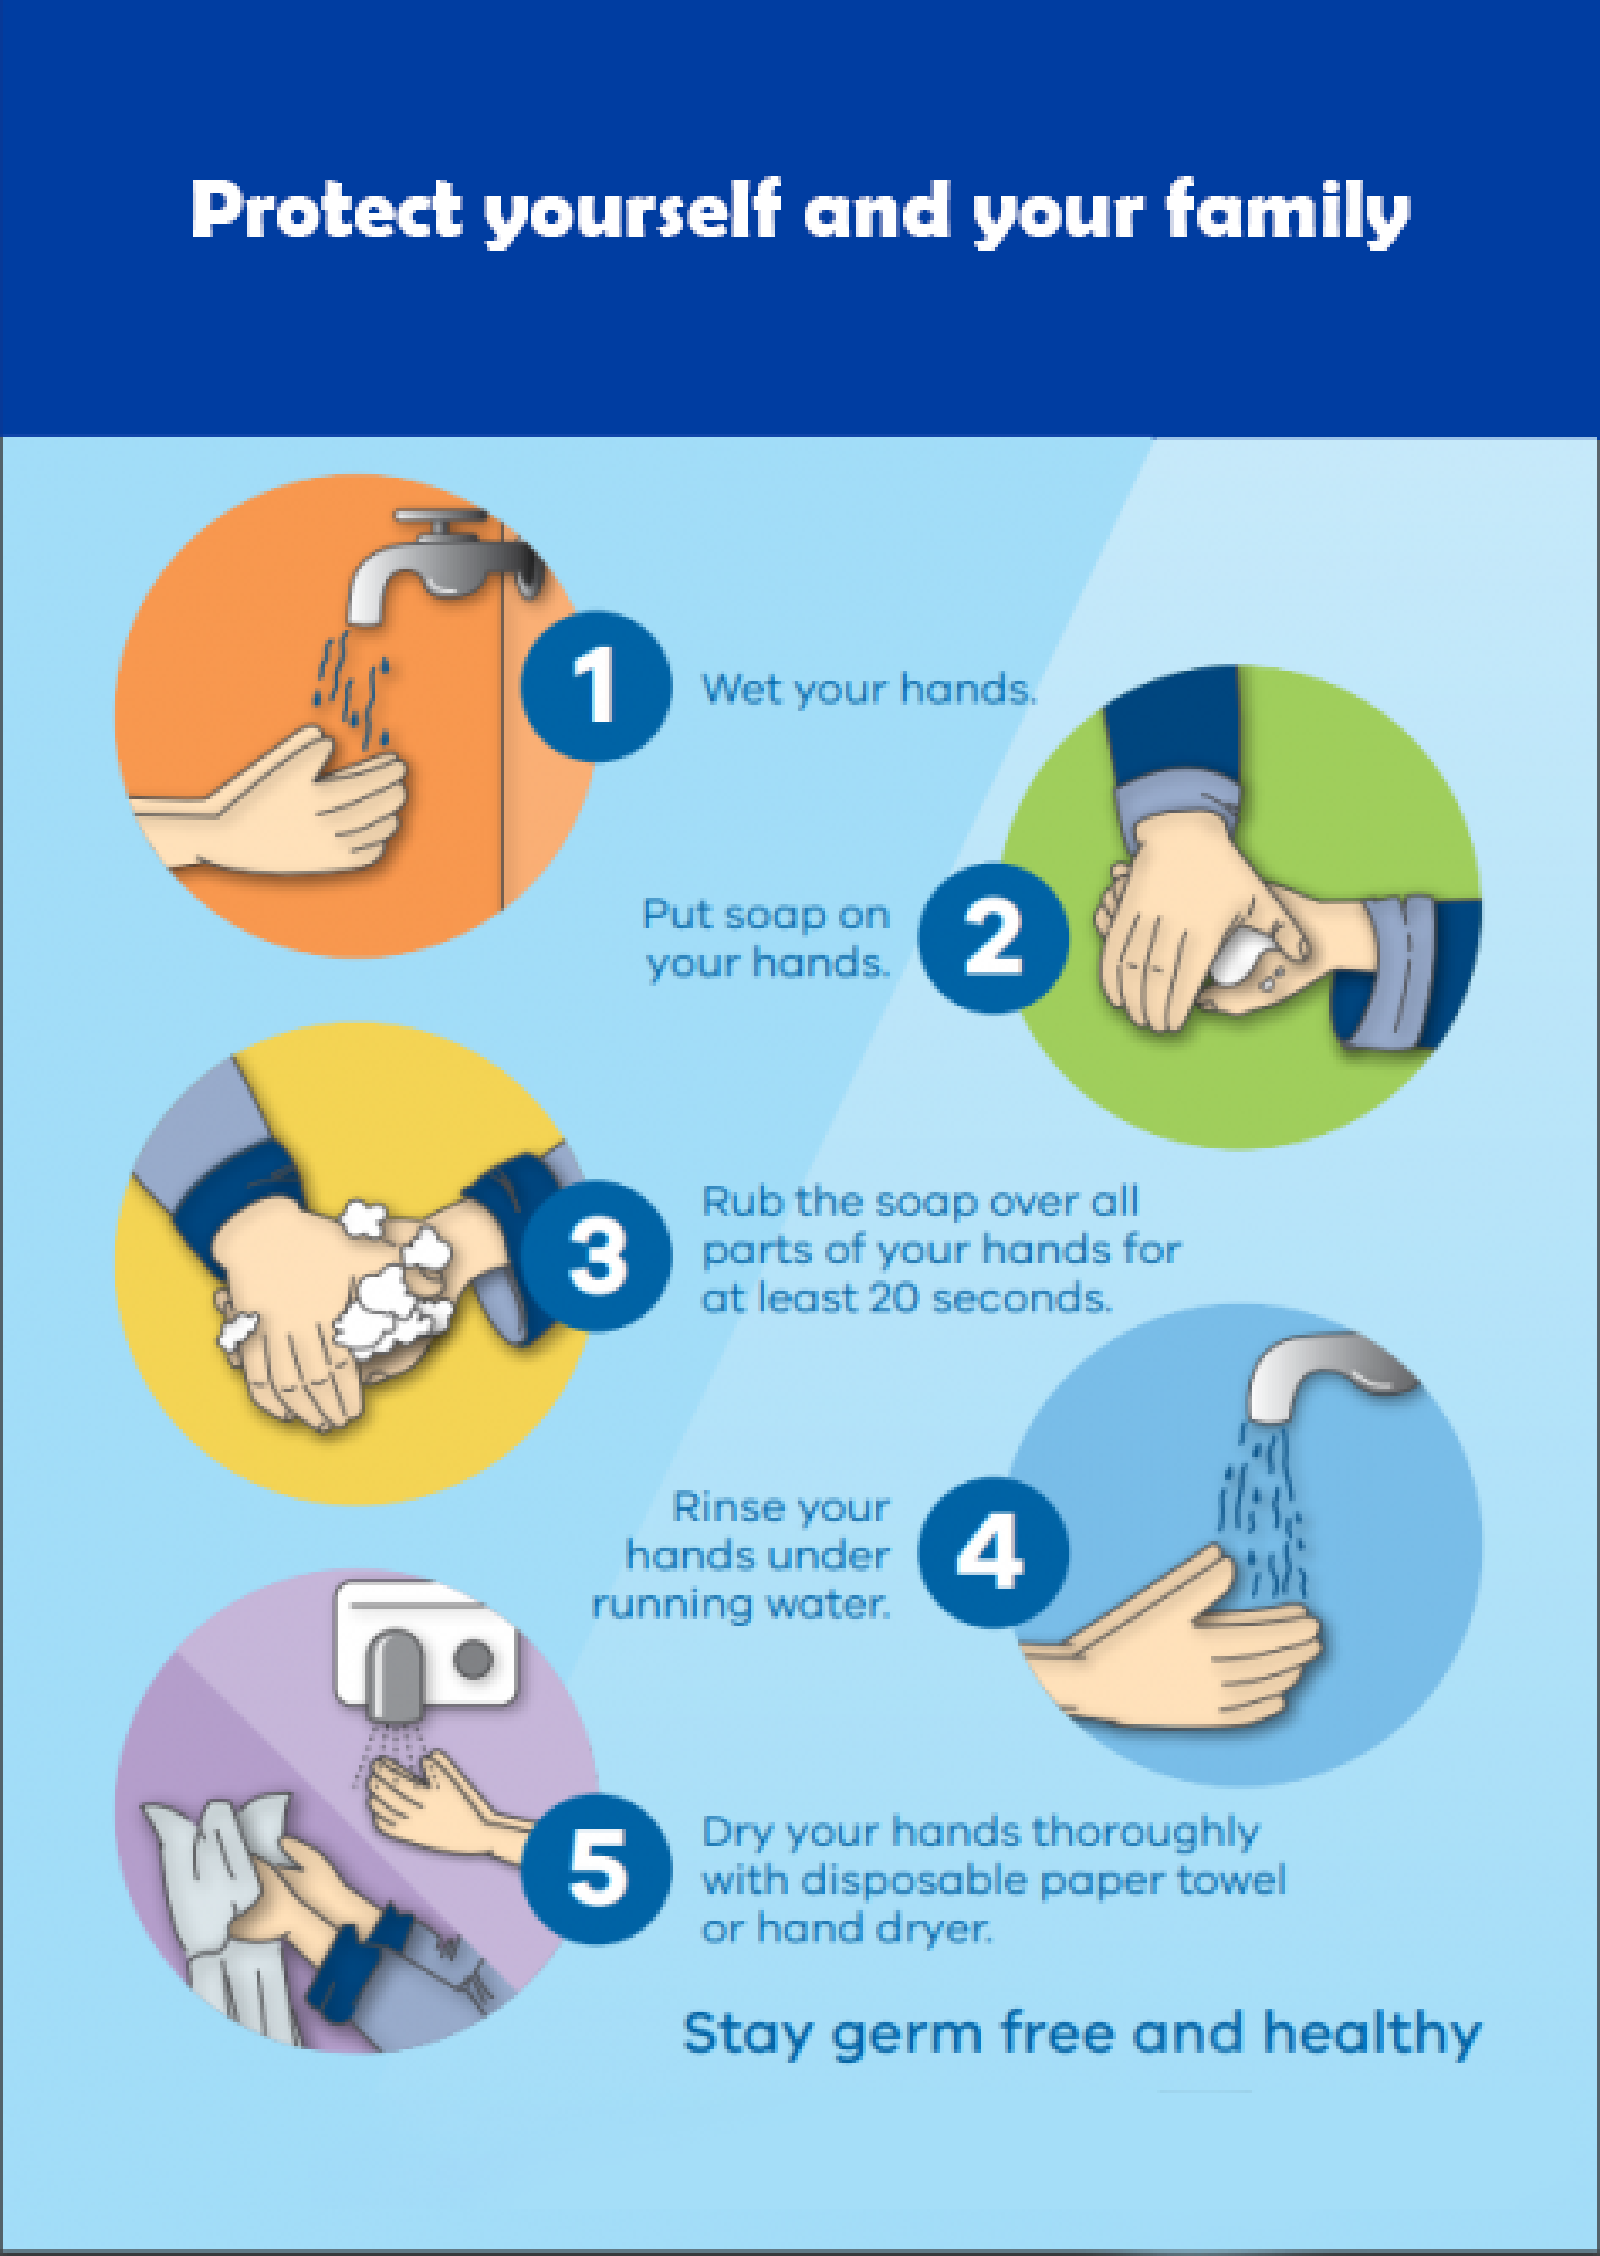 Protect yourself and your family
1
Wet your hands.
2
Put soap on
your hands.
3
Rub the soap over all
parts of your hands for
at least 20 seconds.
4
Rinse your
hands under
running water.
5
Dry your hands thoroughly
with disposable paper towel
or hand dryer.
Stay germ free and healthy